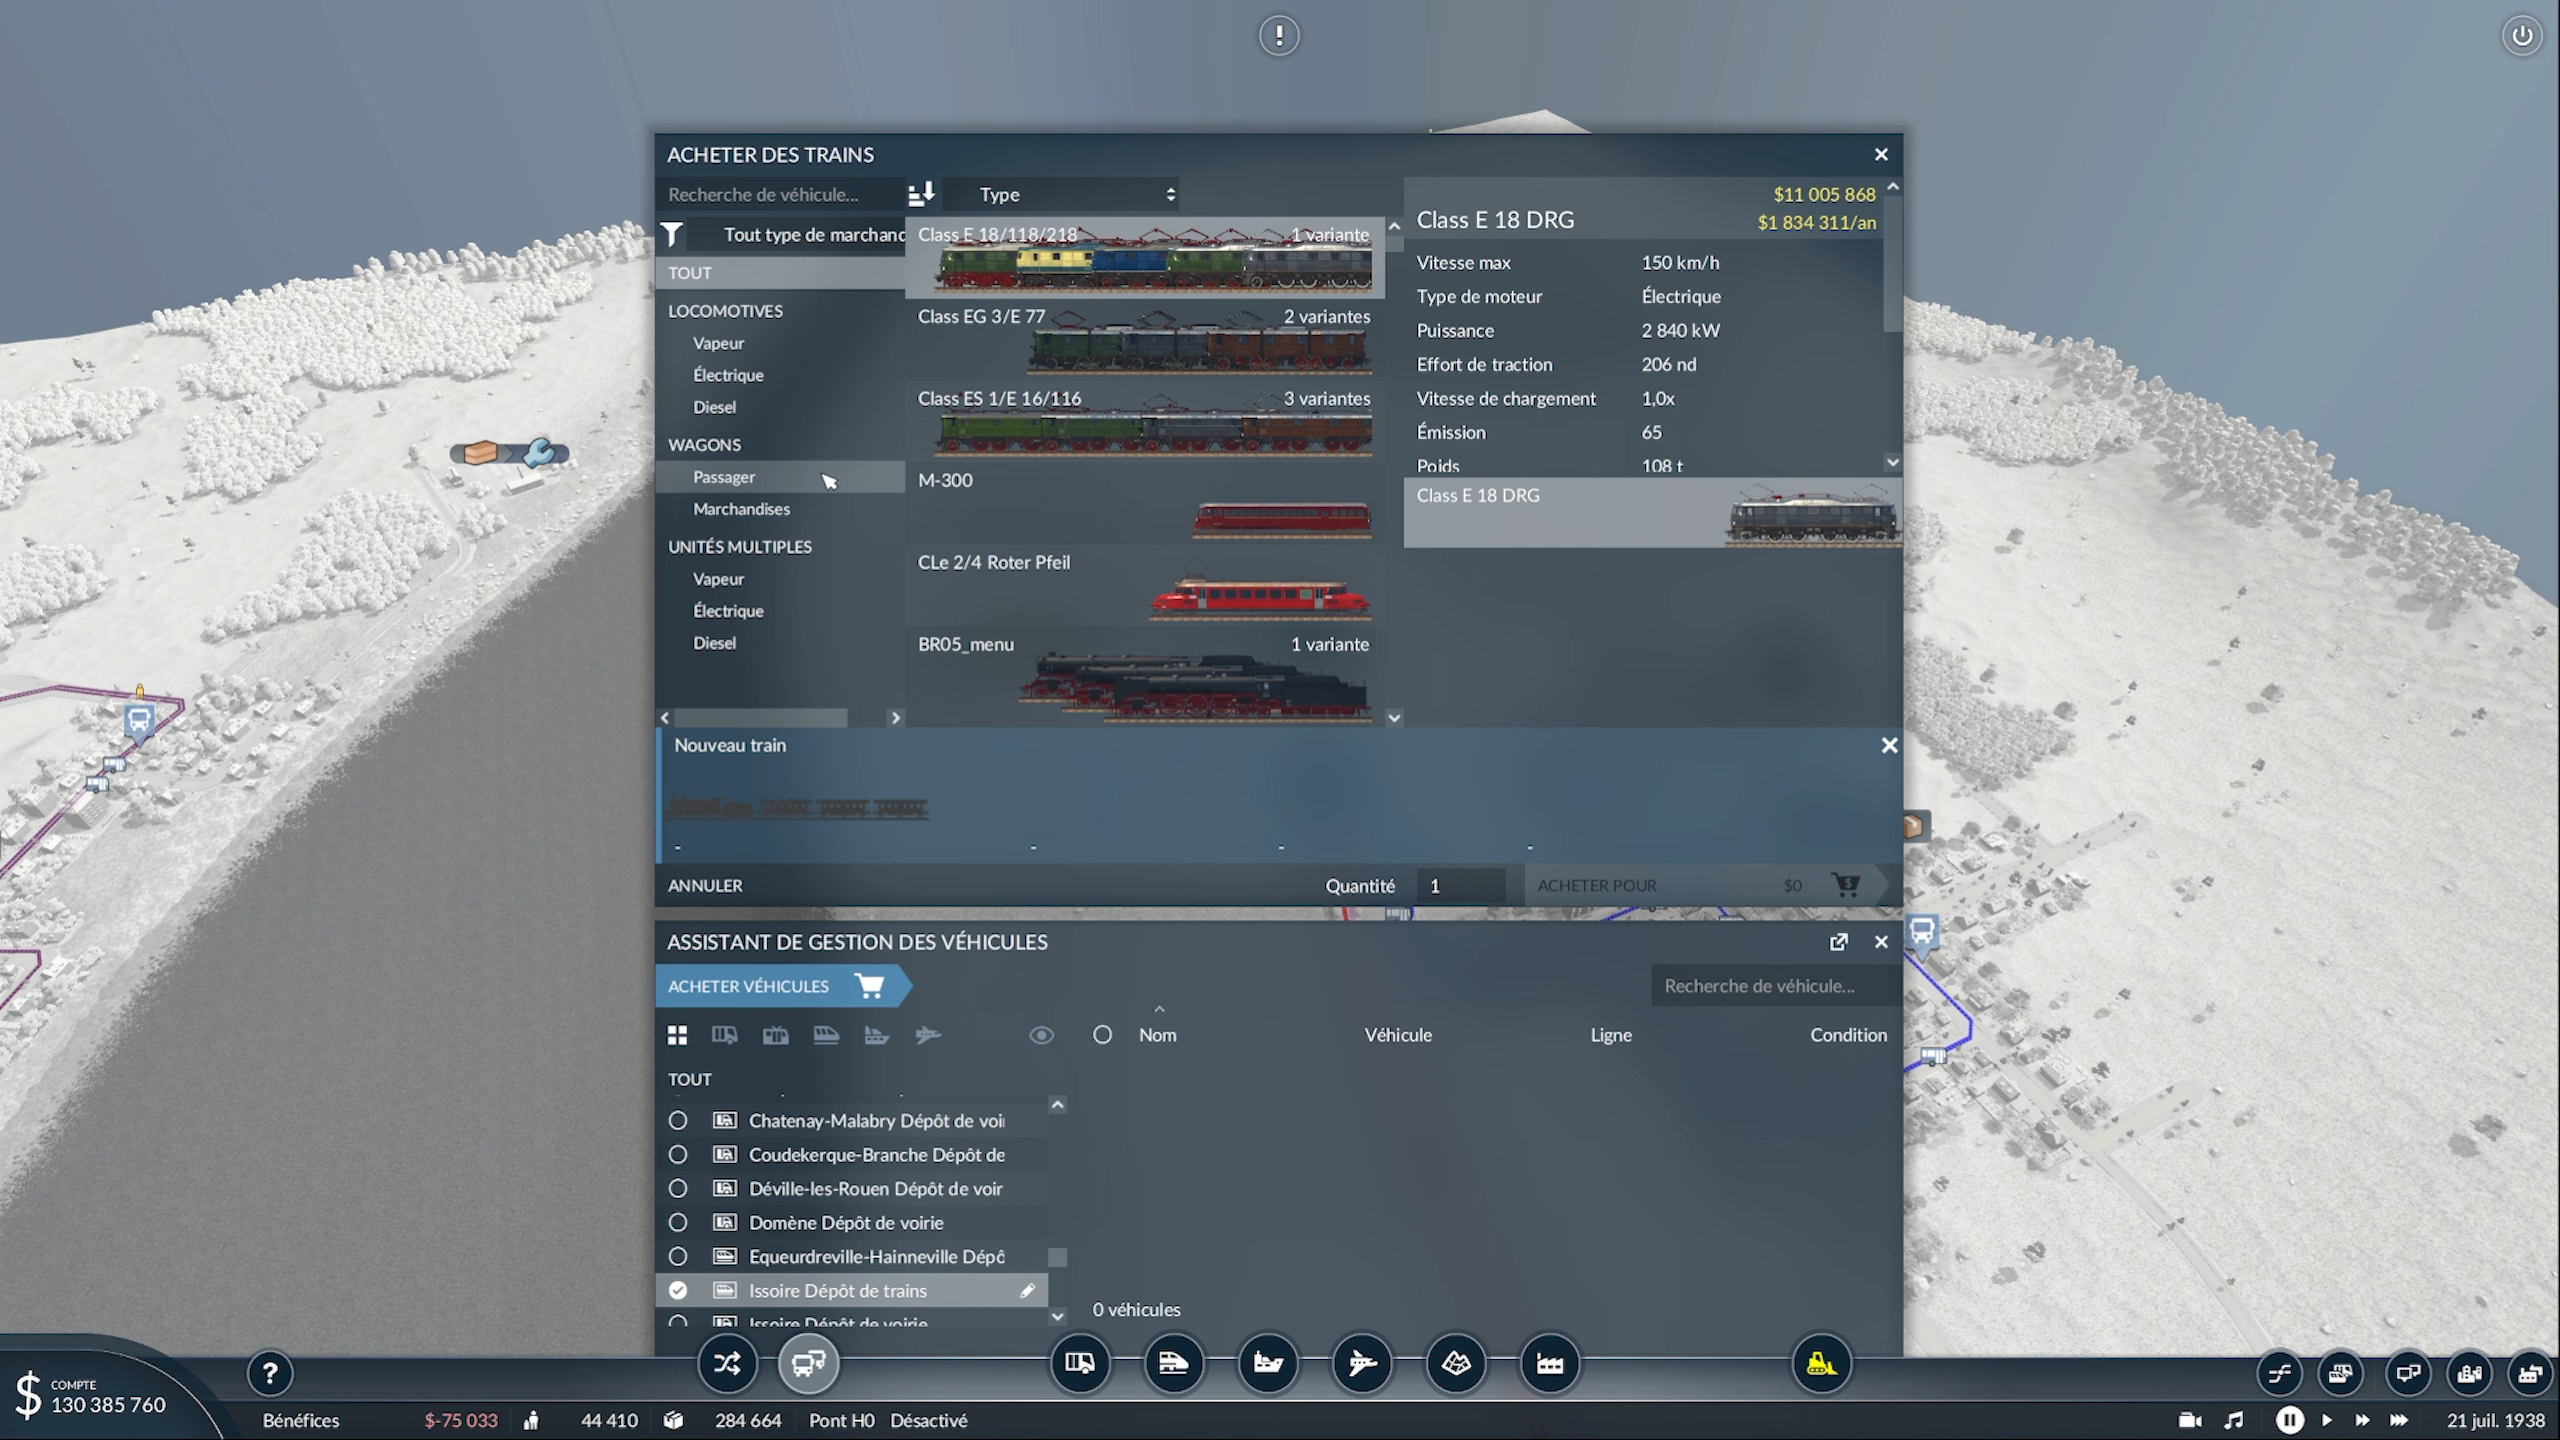 ACHETER DES TRAINS
Recherche de véhicule...
Type
Tout type de marchand
TOUT
LOCOMOTIVES
Vapeur
Électrique
Diesel
WAGONS
Passager
Marchandises
UNITÉS MULTIPLES
Vapeur
Électrique
Diesel
Class E 18/118/218
1 variante
Class EG 3/E 77
2 variantes
Class ES 1/E 16/116
3 variantes
M-300
CLe 2/4 Roter Pfeil
BR05_menu
1 variante
$11 005 868
Class E 18 DRG
$1 834 311/an
Vitesse max 150 km/h
Type de moteur Électrique
Puissance 2 840 kW
Effort de traction 206 nd
Vitesse de chargement 1,0x
Émission 65
Poids 108 t
Class E 18 DRG
Nouveau train
- - - -
ANNULER
Quantité 1
ACHETER POUR $0
ASSISTANT DE GESTION DES VÉHICULES
ACHETER VÉHICULES
Recherche de véhicule...
Nom Véhicule Ligne Condition
TOUT
Chatenay-Malabry Dépôt de voi
Coudekerque-Branche Dépôt de
Déville-les-Rouen Dépôt de voir
Domène Dépôt de voirie
Equeurdreville-Hainneville Dépô
Issoire Dépôt de trains
Issoire Dépôt de voirie
0 véhicules
COMPTE
130 385 760
Bénéfices $-75 033 44 410 284 664 Pont H0 Désactivé 21 juil. 1938